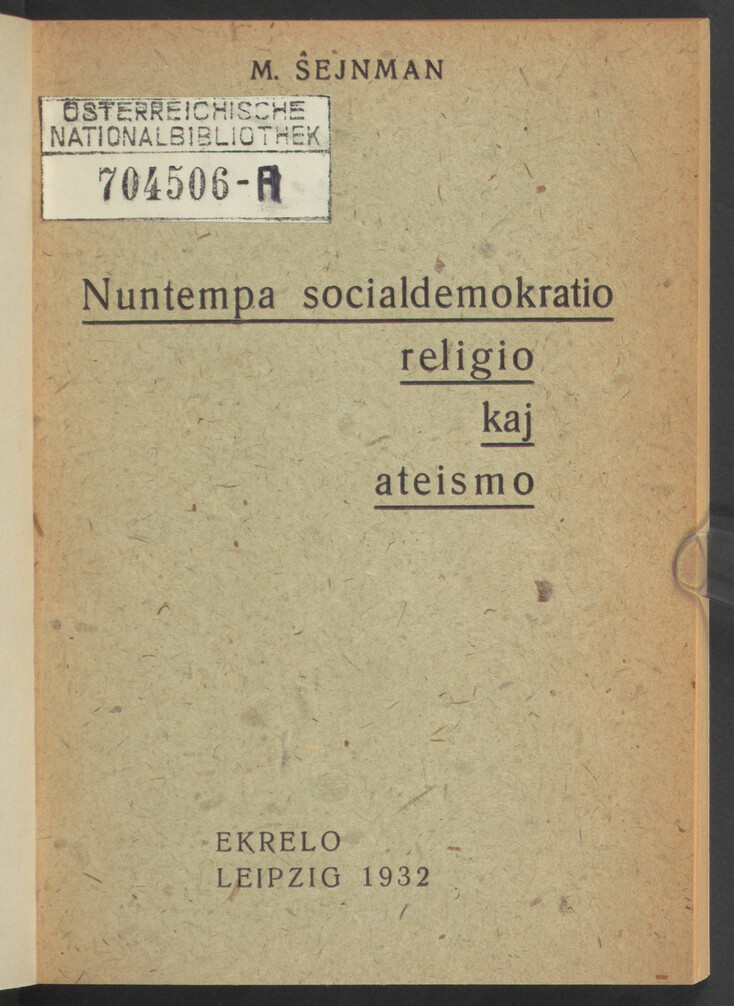 M. ŜEJNMAN
ÖSTERREICHISCHE
NATIONALBIBLIOTHEK
704506-A
Nuntempa socialdemokratio
religio
kaj
ateismo
EKRELO
LEIPZIG 1932